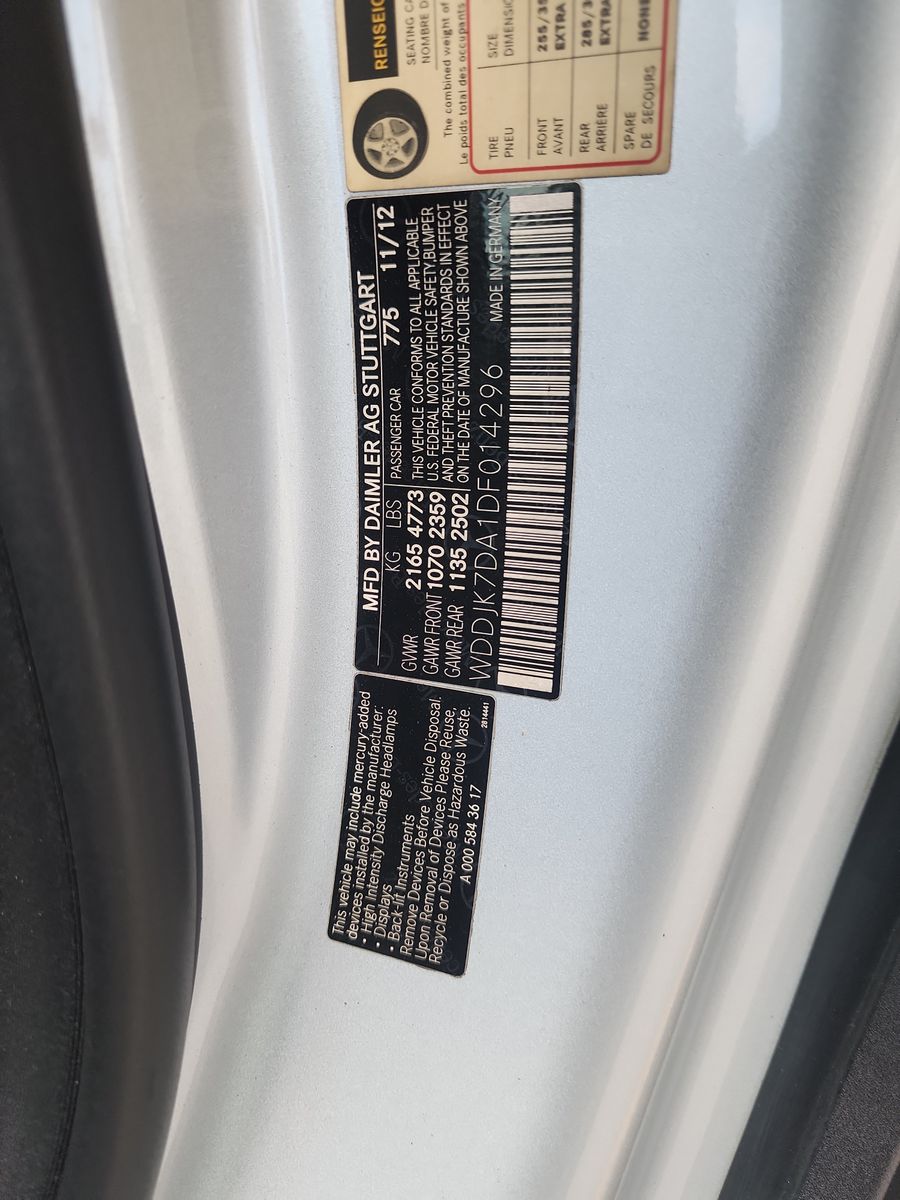 RENSEIG
SEATING CA
NOMBRE D
The combined weight of
Le poids total des occupants
TIRE SIZE
PNEU DIMENSIO
FRONT 255/35
AVANT EXTRA
REAR 285/3
ARRIÈRE EXTRA
SPARE NONE
DE SECOURS
MFD BY DAIMLER AG STUTTGART
KG LBS PASSENGER CAR 775 11/12
GVWR 2165 4773 THIS VEHICLE CONFORMS TO ALL APPLICABLE
GAWR FRONT 1070 2359 U.S. FEDERAL MOTOR VEHICLE SAFETY, BUMPER
GAWR REAR 1135 2502 AND THEFT PREVENTION STANDARDS IN EFFECT
ON THE DATE OF MANUFACTURE SHOWN ABOVE
WDDJK7DA1DF014296 MADE IN GERMANY
This vehicle may include mercury-added
devices installed by the manufacturer:
• High Intensity Discharge Headlamps
• Displays
• Back-lit Instruments
Remove Devices Before Vehicle Disposal.
Upon Removal of Devices Please Reuse,
Recycle or Dispose as Hazardous Waste.
A 000 584 36 17 2814441